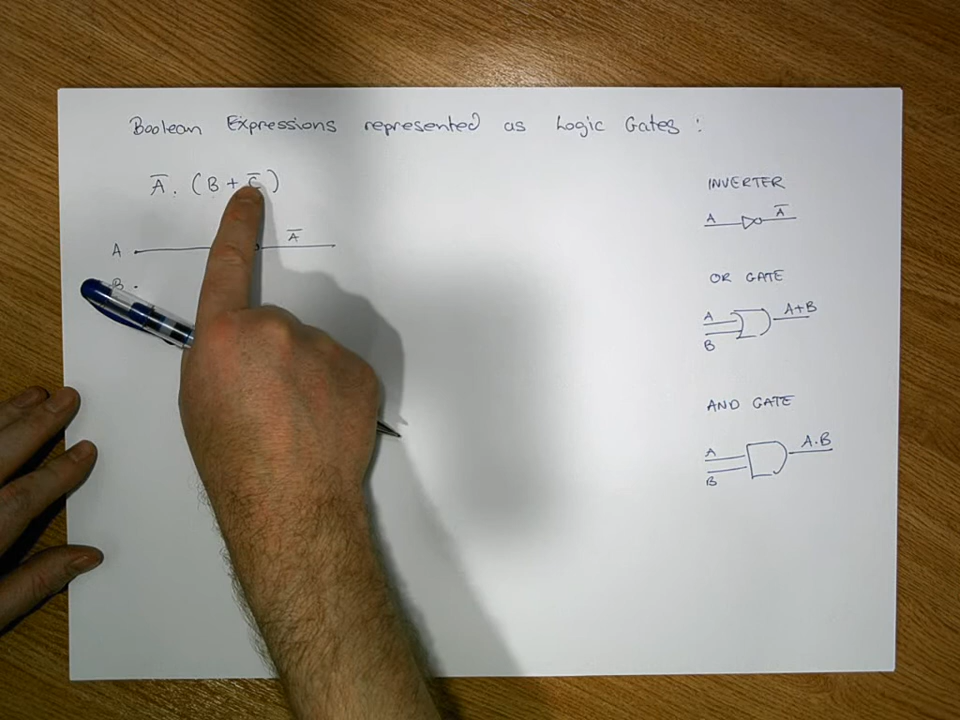 Boolean Expressions represented as Logic Gates :
A̅ . (B + C̅)
A A̅
B
INVERTER
A A̅
OR GATE
A A+B
B
AND GATE
A A.B
B